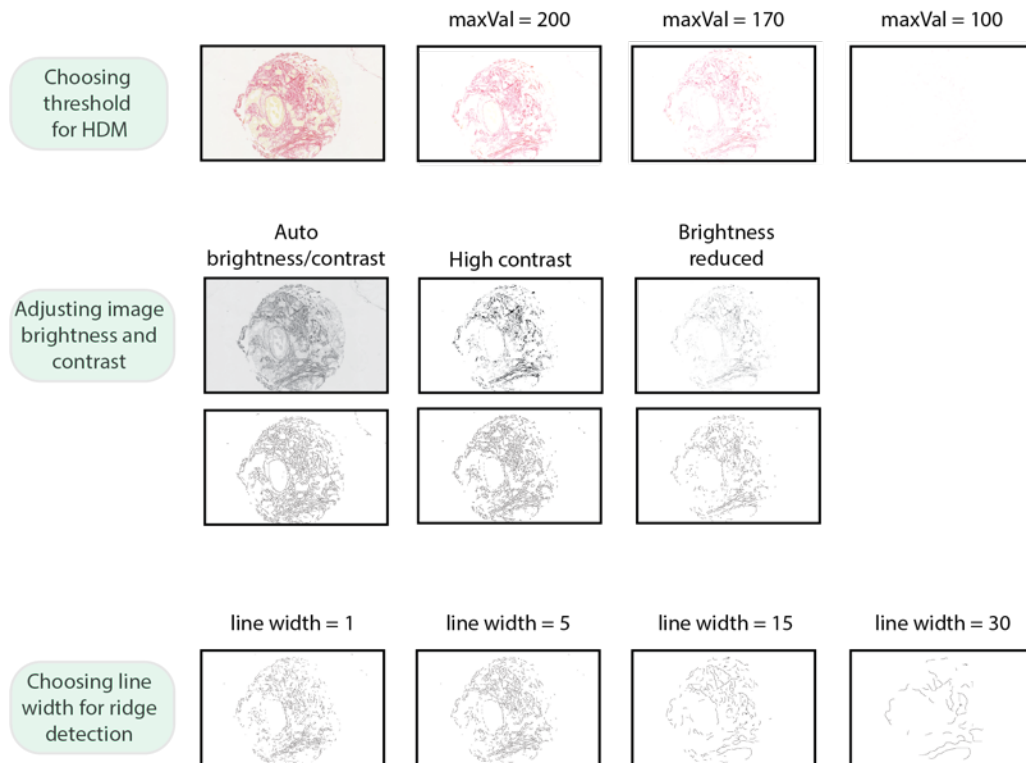 maxVal = 200
maxVal = 170
maxVal = 100
Choosing
threshold
for HDM
Auto
brightness/contrast
High contrast
Brightness
reduced
Adjusting image
brightness and
contrast
line width = 1
line width = 5
line width = 15
line width = 30
Choosing line
width for ridge
detection